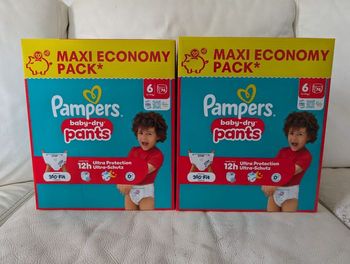 MAXI ECONOMY
PACK*
6
Pampers
baby-dry
pants
12h
Ultra Protection
Ultra-Schutz
360° Fit
MAXI ECONOMY
PACK*
6
Pampers
baby-dry
pants
12h
Ultra Protection
Ultra-Schutz
360° Fit